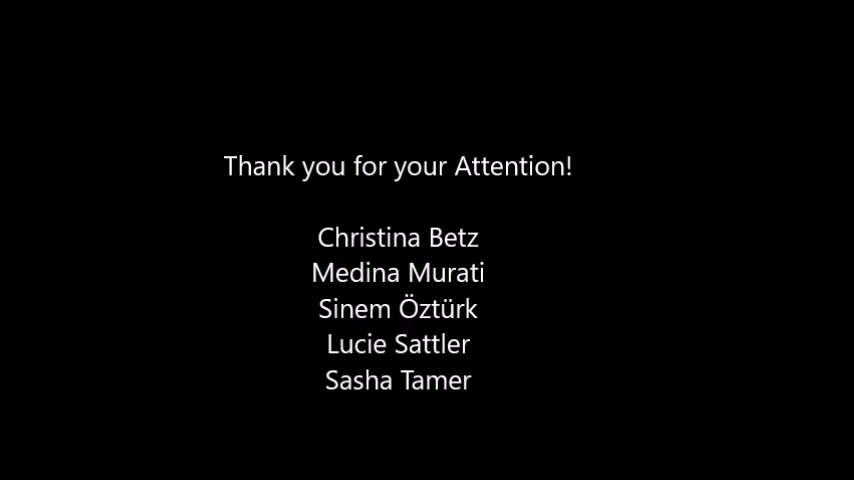 Thank you for your Attention!
Christina Betz
Medina Murati
Sinem Öztürk
Lucie Sattler
Sasha Tamer